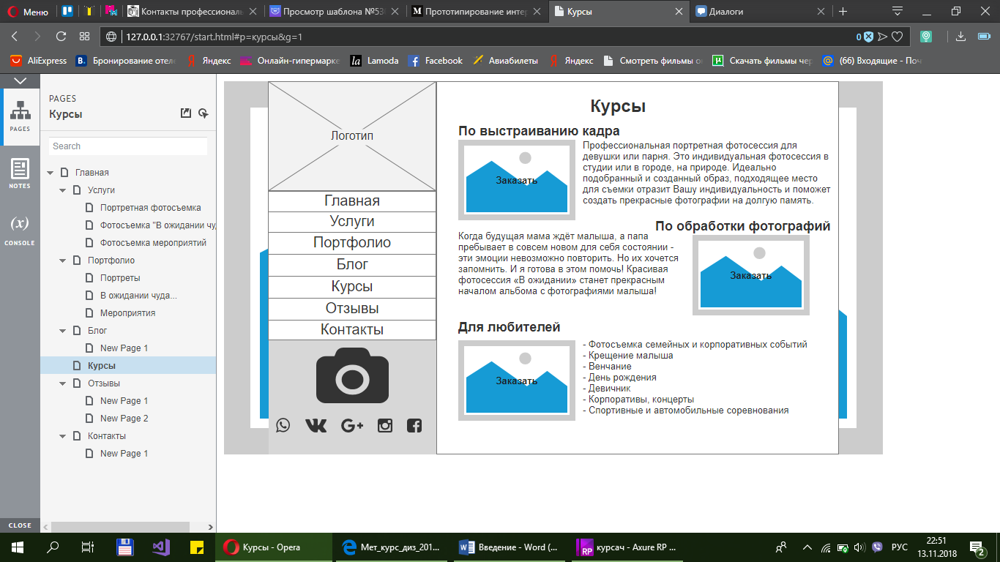 Меню
Контакты профессиональ
Просмотр шаблона №538
Прототипирование интер
Курсы
Диалоги
127.0.0.1:32767/start.html#p=курсы&g=1
0
AliExpress
B. Бронирование отеле
Яндекс
Онлайн-гипермарке
la Lamoda
Facebook
Авиабилеты
Яндекс
Смотреть фильмы о
Скачать фильмы чер
(66) Входящие - Поч
PAGES
NOTES
(x)
CONSOLE
CLOSE
PAGES
Курсы
Search
Главная
Услуги
Портретная фотосъемка
Фотосъемка "В ожидании чу
Фотосъемка мероприятий
Портфолио
Портреты
В ожидании чуда...
Мероприятия
Блог
New Page 1
Курсы
Отзывы
New Page 1
New Page 2
Контакты
New Page 1
Логотип
Главная
Услуги
Портфолио
Блог
Курсы
Отзывы
Контакты
Курсы
По выстраиванию кадра
Заказать
Профессиональная портретная фотосессия для
девушки или парня. Это индивидуальная фотосессия в
студии или в городе, на природе. Идеально
подобранный и созданный образ, подходящее место
для съемки отразит Вашу индивидуальность и поможет
создать прекрасные фотографии на долгую память.
По обработки фотографий
Когда будущая мама ждёт малыша, а папа
пребывает в совсем новом для себя состоянии -
эти эмоции невозможно повторить. Но их хочется
запомнить. И я готова в этом помочь! Красивая
фотосессия «В ожидании» станет прекрасным
началом альбома с фотографиями малыша!
Заказать
Для любителей
Заказать
- Фотосъемка семейных и корпоративных событий
- Крещение малыша
- Венчание
- День рождения
- Девичник
- Корпоративы, концерты
- Спортивные и автомобильные соревнования
Курсы - Opera
Мет_курс_диз_201...
Введение - Word (...
RP курсач - Axure RP ...
РУС
22:51
13.11.2018
2